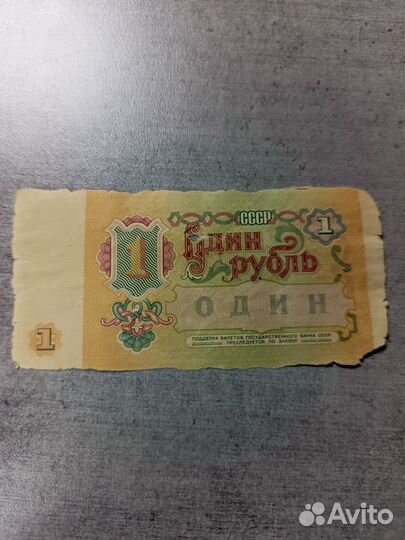 СССР
1
1
Один
рубль
ОДИН
1
ПОДДЕЛКА БИЛЕТОВ ГОСУДАРСТВЕННОГО БАНКА СССР
ПРЕСЛЕДУЕТСЯ ПО ЗАКОНУ
Avito